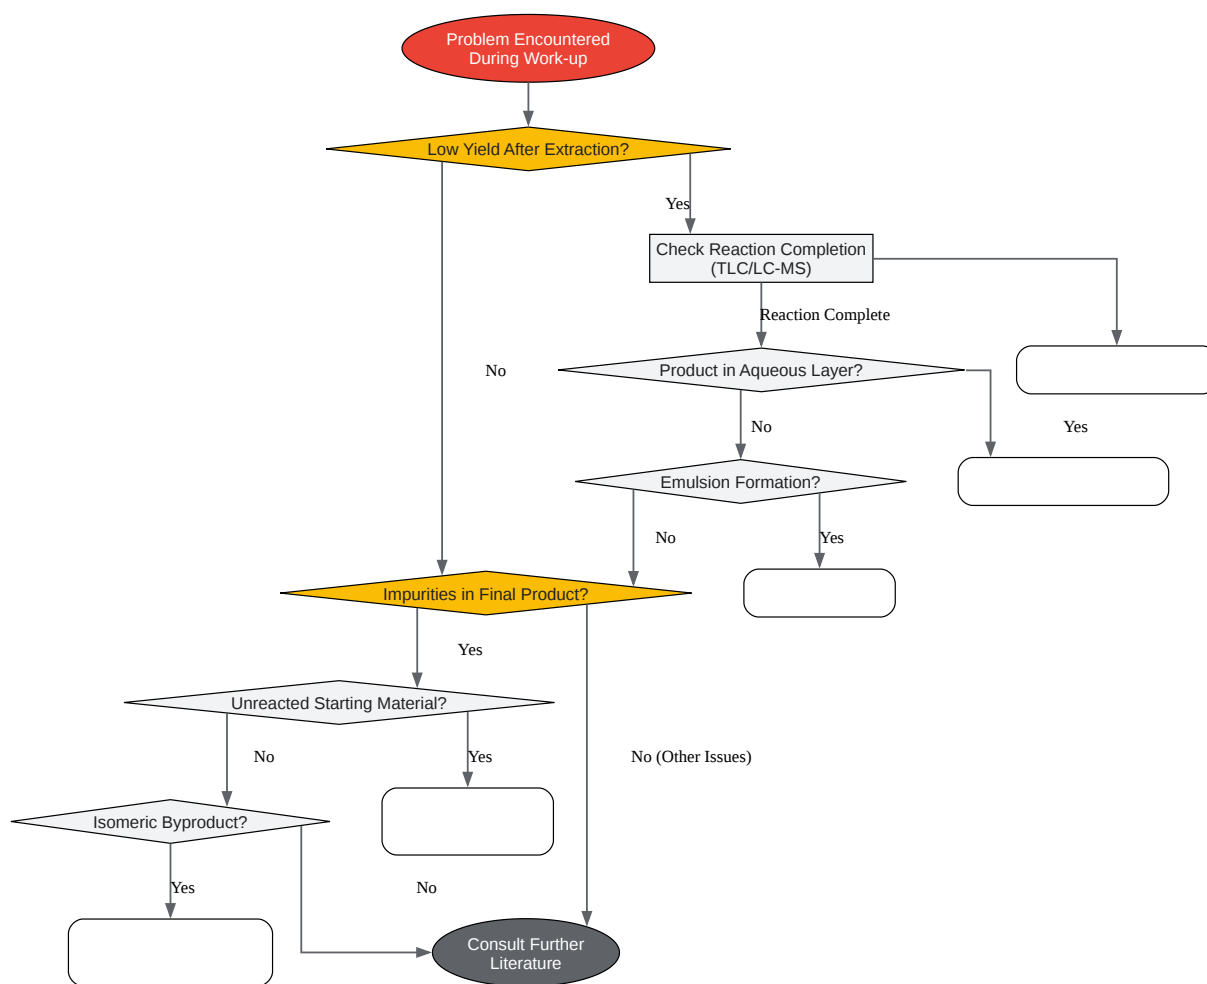 Problem Encountered
During Work-up
Low Yield After Extraction?
Yes
Check Reaction Completion
(TLC/LC-MS)
Reaction Complete
No
Product in Aqueous Layer?
No
Yes
Emulsion Formation?
No
Yes
Impurities in Final Product?
Yes
Unreacted Starting Material?
No
Yes
No (Other Issues)
Isomeric Byproduct?
Yes
No
Consult Further
Literature